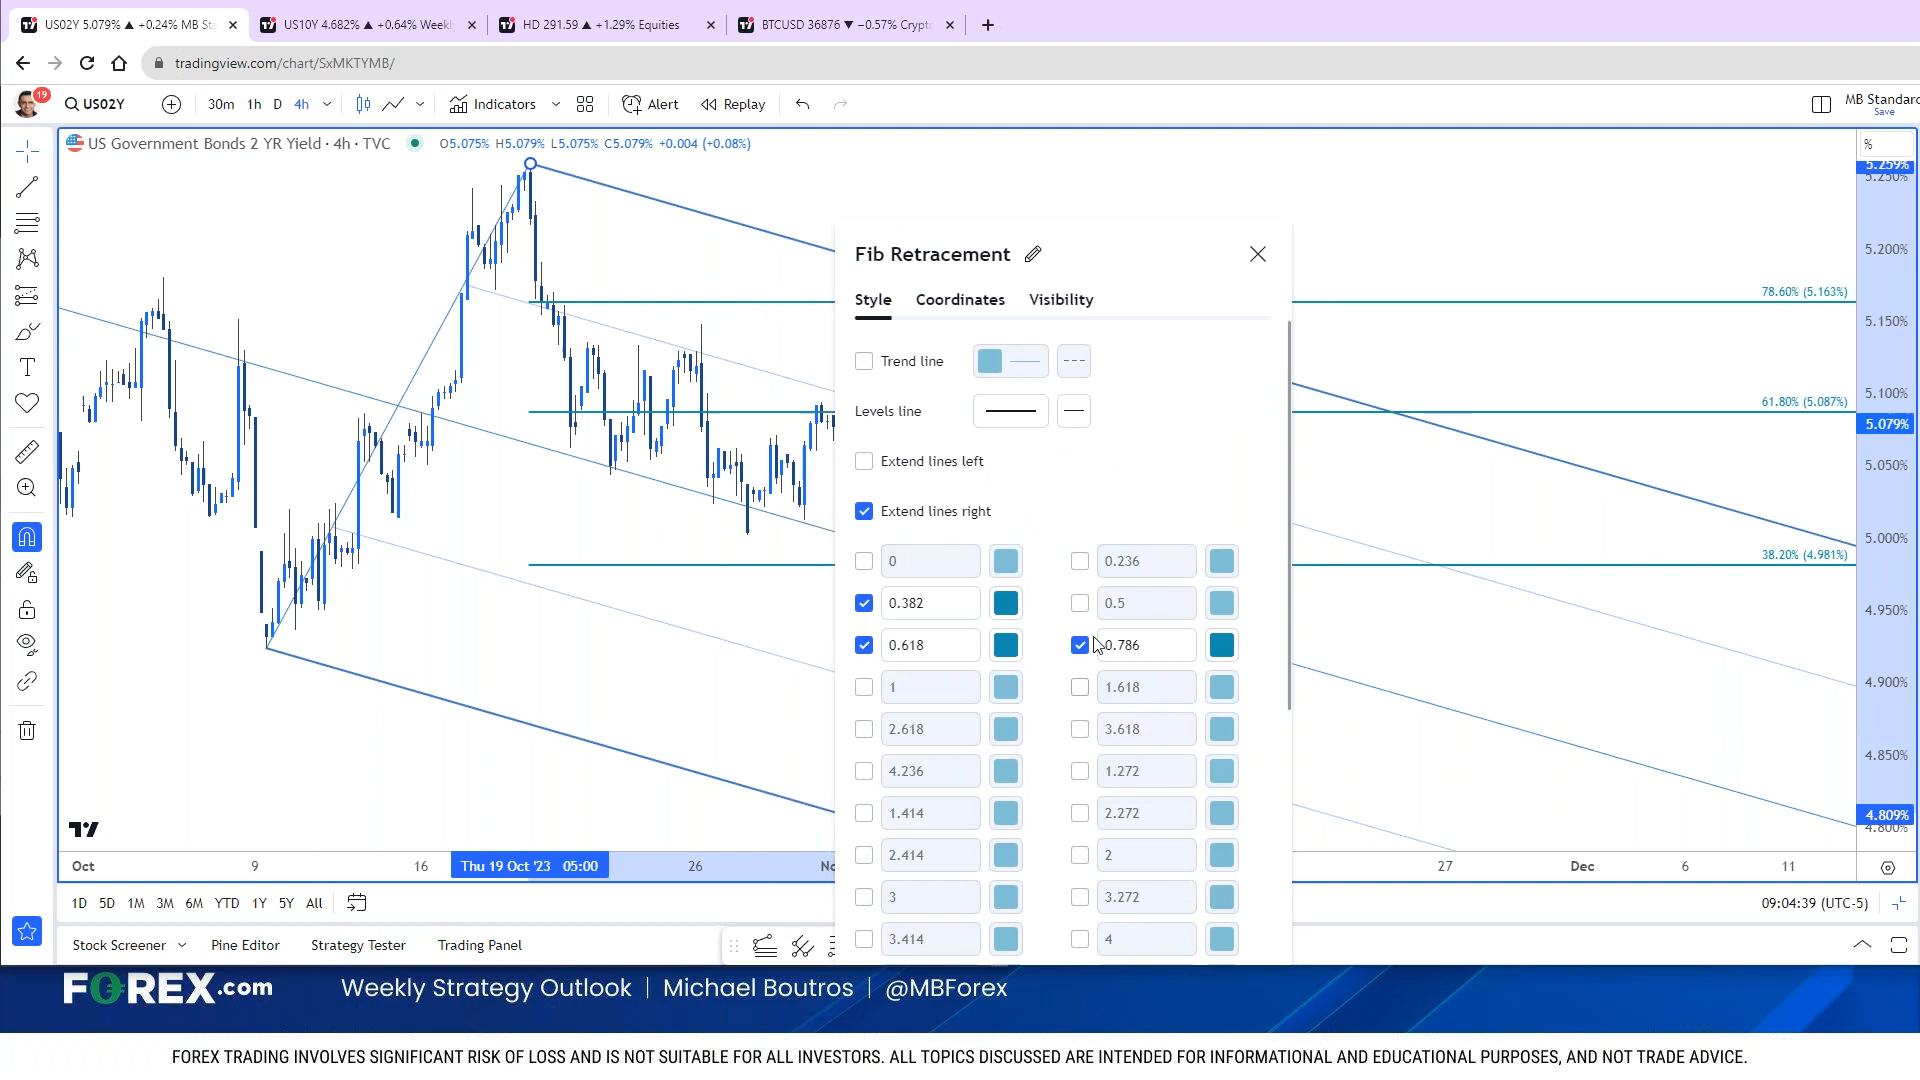 US02Y 5.079% ▲ +0.24% MB Sta
US10Y 4.682% ▲ +0.64% Weekl
HD 291.59 ▲ +1.29% Equities
BTCUSD 36876 ▼ −0.57% Crypt
tradingview.com/chart/SxMKTYMB/
19
US02Y
30m 1h D 4h
Indicators
Alert
Replay
MB Standard
Save
US Government Bonds 2 YR Yield · 4h · TVC
O5.075% H5.079% L5.075% C5.079% +0.004 (+0.08%)
%
5.259%
5.250%
5.200%
78.60% (5.163%)
5.150%
5.100%
61.80% (5.087%)
5.079%
5.050%
5.000%
38.20% (4.981%)
4.950%
4.900%
4.850%
4.809%
4.800%
Fib Retracement
Style Coordinates Visibility
Trend line
Levels line
Extend lines left
Extend lines right
0 0.236
0.382 0.5
0.618 0.786
1 1.618
2.618 3.618
4.236 1.272
1.414 2.272
2.414 2
3 3.272
3.414 4
Oct 9 16 Thu 19 Oct '23 05:00 26 No 27 Dec 6 11
1D 5D 1M 3M 6M YTD 1Y 5Y All
09:04:39 (UTC-5)
Stock Screener Pine Editor Strategy Tester Trading Panel
FOREX.com Weekly Strategy Outlook | Michael Boutros | @MBForex
FOREX TRADING INVOLVES SIGNIFICANT RISK OF LOSS AND IS NOT SUITABLE FOR ALL INVESTORS. ALL TOPICS DISCUSSED ARE INTENDED FOR INFORMATIONAL AND EDUCATIONAL PURPOSES, AND NOT TRADE ADVICE.